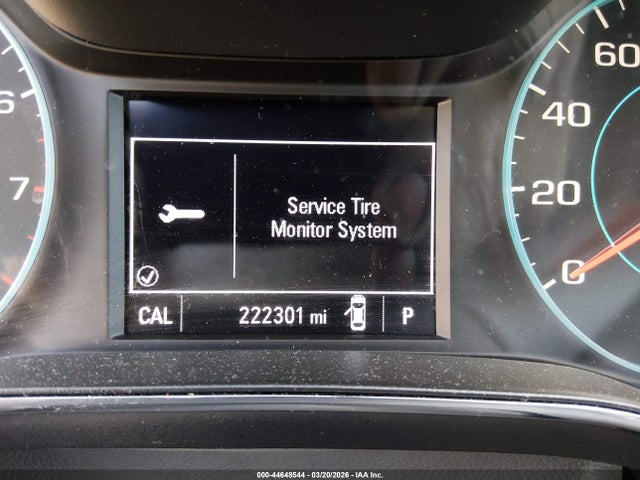 6
7
Service Tire
Monitor System
CAL
222301 mi
P
60
40
20
0
000-44648544 — 03/20/2026 — IAA Inc.